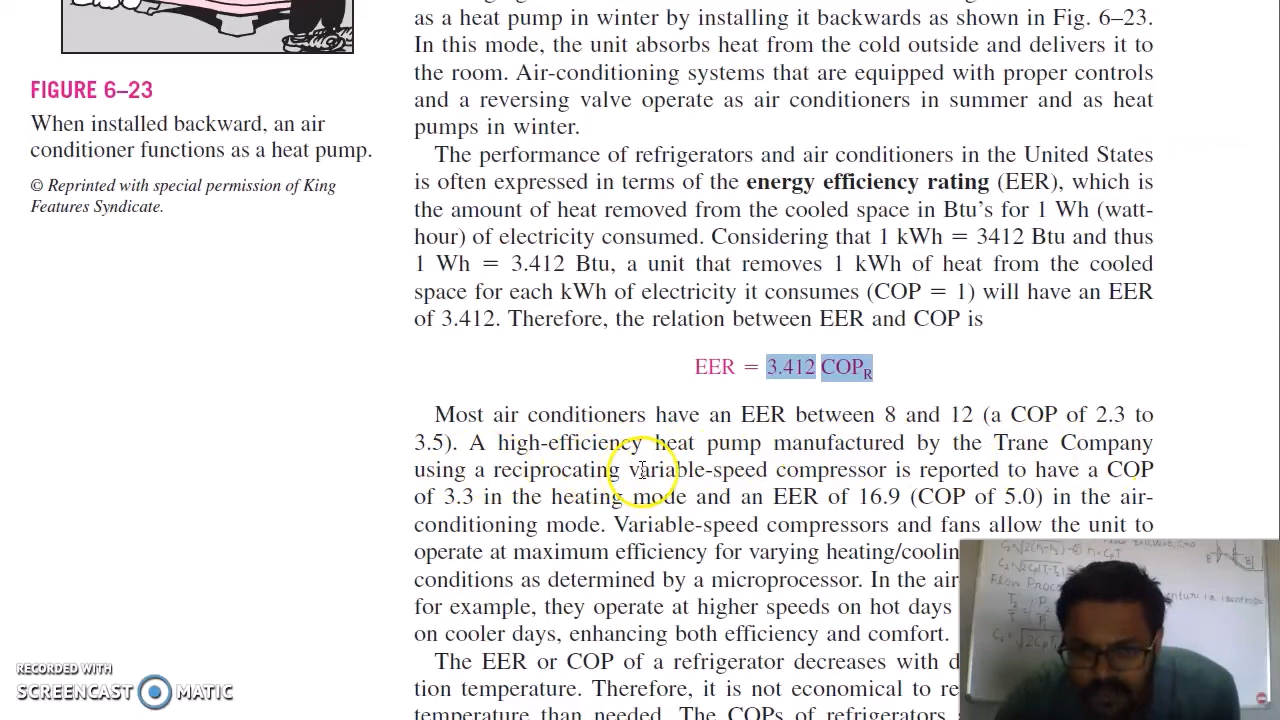 as a heat pump in winter by installing it backwards as shown in Fig. 6–23.
In this mode, the unit absorbs heat from the cold outside and delivers it to
the room. Air-conditioning systems that are equipped with proper controls
and a reversing valve operate as air conditioners in summer and as heat
pumps in winter.
FIGURE 6–23
When installed backward, an air
conditioner functions as a heat pump.
© Reprinted with special permission of King
Features Syndicate.
The performance of refrigerators and air conditioners in the United States
is often expressed in terms of the energy efficiency rating (EER), which is
the amount of heat removed from the cooled space in Btu’s for 1 Wh (watt-
hour) of electricity consumed. Considering that 1 kWh = 3412 Btu and thus
1 Wh = 3.412 Btu, a unit that removes 1 kWh of heat from the cooled
space for each kWh of electricity it consumes (COP = 1) will have an EER
of 3.412. Therefore, the relation between EER and COP is
EER = 3.412 COPR
Most air conditioners have an EER between 8 and 12 (a COP of 2.3 to
3.5). A high-efficiency heat pump manufactured by the Trane Company
using a reciprocating variable-speed compressor is reported to have a COP
of 3.3 in the heating mode and an EER of 16.9 (COP of 5.0) in the air-
conditioning mode. Variable-speed compressors and fans allow the unit to
operate at maximum efficiency for varying heating/cooling
conditions as determined by a microprocessor. In the air-
for example, they operate at higher speeds on hot days
on cooler days, enhancing both efficiency and comfort.
The EER or COP of a refrigerator decreases with
tion temperature. Therefore, it is not economical to
temperature than needed. The COPs of refrigerators
RECORDED WITH
SCREENCAST MATIC